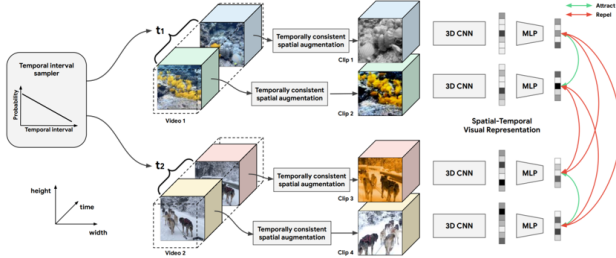 Temporal interval
sampler
Probability
Temporal interval
height
time
width
t1
Video 1
t2
Video 2
Temporally consistent
spatial augmentation
Temporally consistent
spatial augmentation
Temporally consistent
spatial augmentation
Temporally consistent
spatial augmentation
Clip 1
Clip 2
Clip 3
Clip 4
3D CNN
MLP
3D CNN
MLP
Spatial-Temporal
Visual Representation
3D CNN
MLP
3D CNN
MLP
Attract
Repel